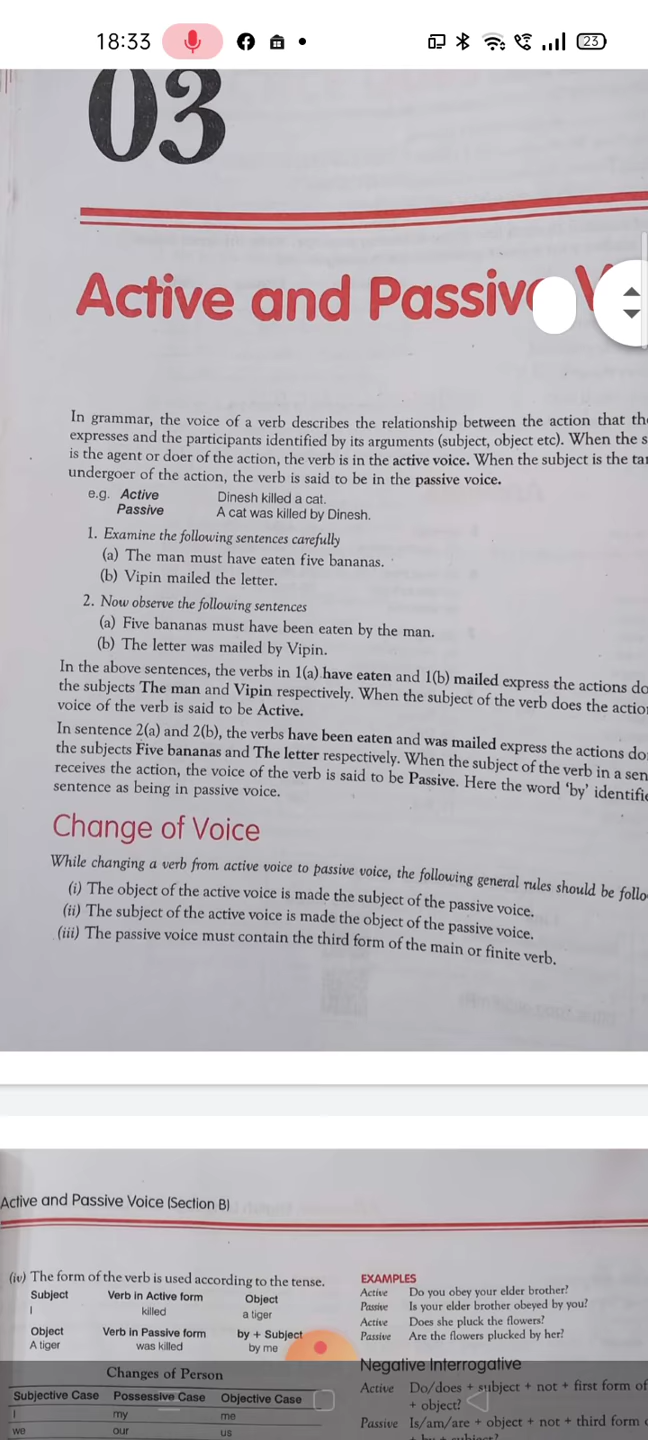 18:33
23
03
Active and Passive
In grammar, the voice of a verb describes the relationship between the action that
expresses and the participants identified by its arguments (subject, object etc). When the
is the agent or doer of the action, the verb is in the active voice. When the subject is the
undergoer of the action, the verb is said to be in the passive voice.
e.g. Active Dinesh killed a cat.
Passive A cat was killed by Dinesh.
1. Examine the following sentences carefully
(a) The man must have eaten five bananas.
(b) Vipin mailed the letter.
2. Now observe the following sentences
(a) Five bananas must have been eaten by the man.
(b) The letter was mailed by Vipin.
In the above sentences, the verbs in 1(a) have eaten and 1(b) mailed express the actions
the subjects The man and Vipin respectively. When the subject of the verb does the
voice of the verb is said to be Active.
In sentence 2(a) and 2(b), the verbs have been eaten and was mailed express the actions
the subjects Five bananas and The letter respectively. When the subject of the verb in a
receives the action, the voice of the verb is said to be Passive. Here the word 'by'
sentence as being in passive voice.
Change of Voice
While changing a verb from active voice to passive voice, the following general rules should be
(i) The object of the active voice is made the subject of the passive voice.
(ii) The subject of the active voice is made the object of the passive voice.
(iii) The passive voice must contain the third form of the main or finite verb.
Active and Passive Voice (Section B)
(iv) The form of the verb is used according to the tense.
Subject Verb in Active form Object
I killed a tiger
Object Verb in Passive form by + Subject
A tiger was killed by me
Changes of Person
Subjective Case Possessive Case Objective Case
I my me
we our us
EXAMPLES
Active Do you obey your elder brother?
Passive Is your elder brother obeyed by you?
Active Does she pluck the flowers?
Passive Are the flowers plucked by her?
Negative Interrogative
Active Do/does + subject + not + first form of
+ object?
Passive Is/am/are + object + not + third form
+ by + subject?